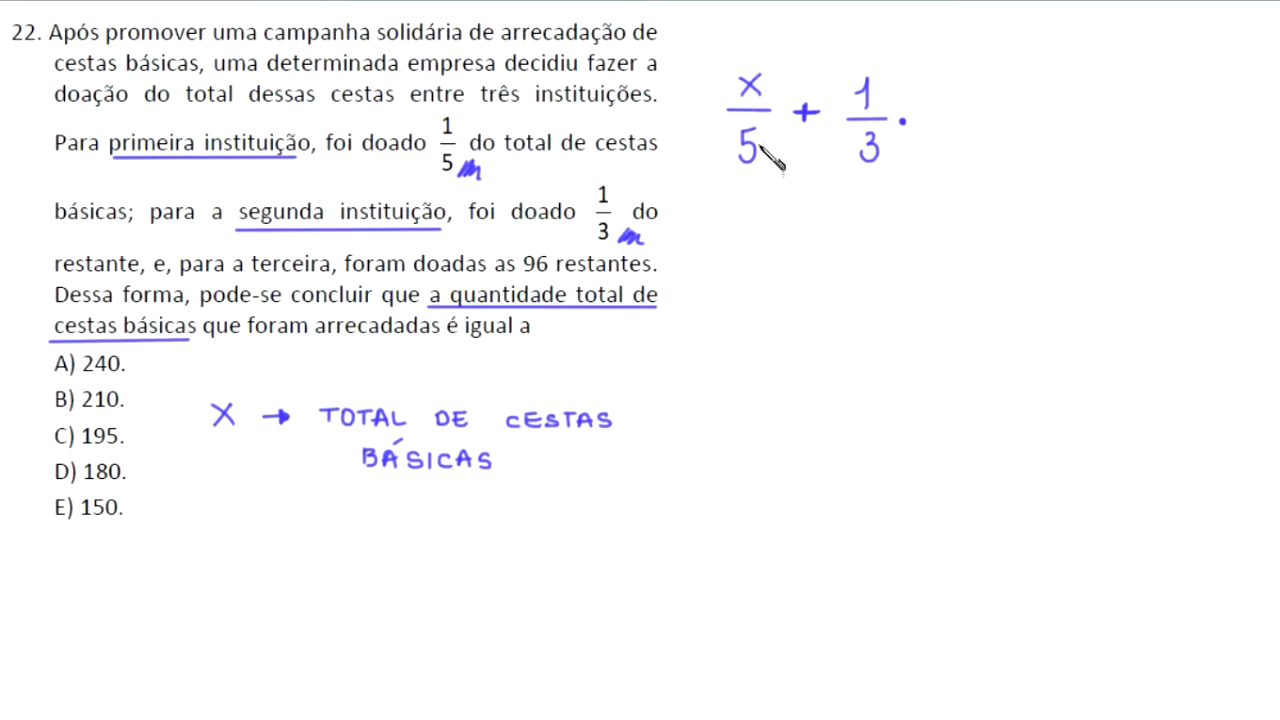 22. Após promover uma campanha solidária de arrecadação de
cestas básicas, uma determinada empresa decidiu fazer a
doação do total dessas cestas entre três instituições.
Para primeira instituição, foi doado 1/5 do total de cestas
básicas; para a segunda instituição, foi doado 1/3 do
restante, e, para a terceira, foram doadas as 96 restantes.
Dessa forma, pode-se concluir que a quantidade total de
cestas básicas que foram arrecadadas é igual a
A) 240.
B) 210.
C) 195.
D) 180.
E) 150.
X → TOTAL DE CESTAS
BÁSICAS
x/5 + 1/3 .